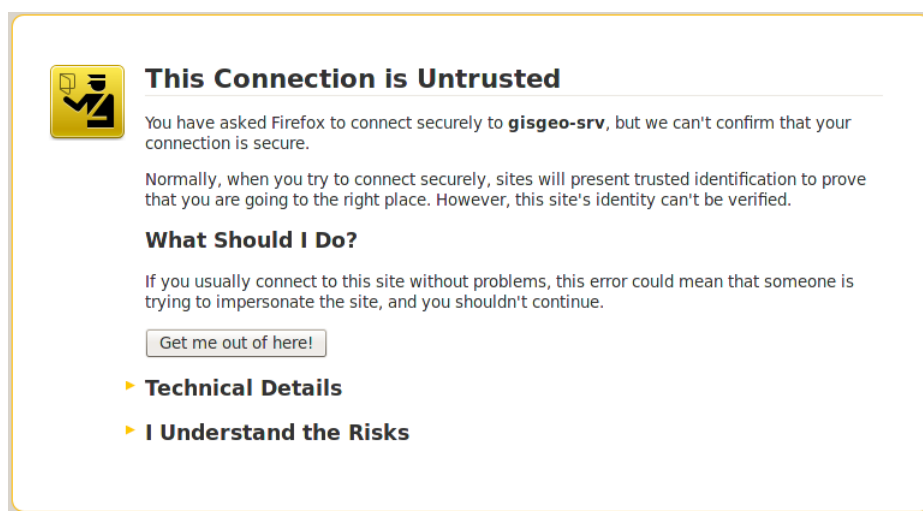 This Connection is Untrusted
You have asked Firefox to connect securely to gisgeo-srv, but we can't confirm that your
connection is secure.
Normally, when you try to connect securely, sites will present trusted identification to prove
that you are going to the right place. However, this site's identity can't be verified.
What Should I Do?
If you usually connect to this site without problems, this error could mean that someone is
trying to impersonate the site, and you shouldn't continue.
Get me out of here!
Technical Details
I Understand the Risks